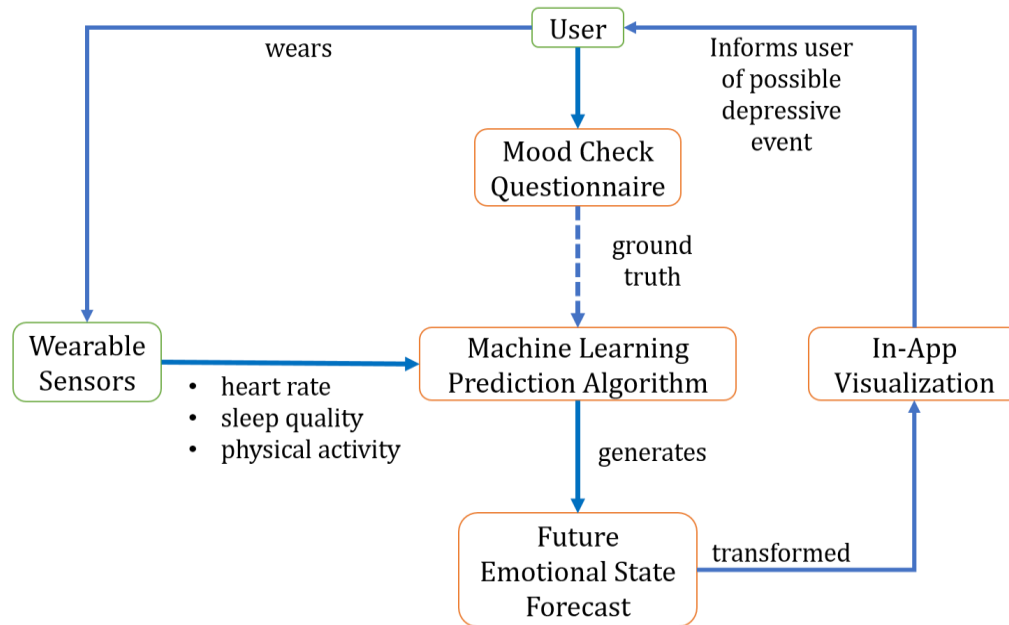 User
wears
Informs user
of possible
depressive
event
Mood Check
Questionnaire
ground
truth
Wearable
Sensors
• heart rate
• sleep quality
• physical activity
Machine Learning
Prediction Algorithm
In-App
Visualization
generates
Future
Emotional State
Forecast
transformed